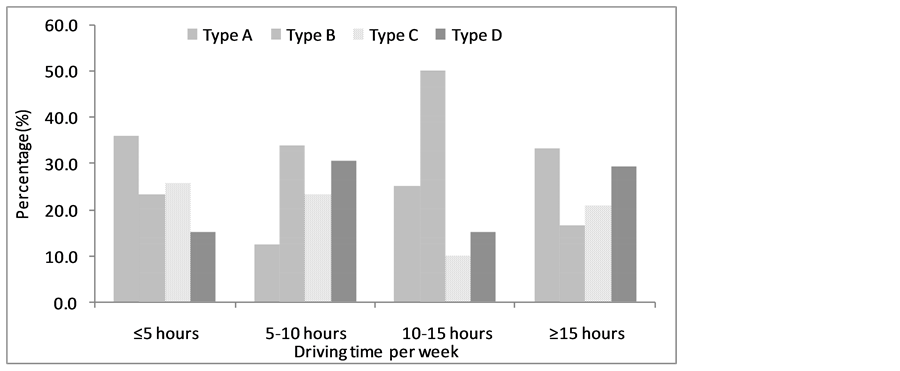 60.0
Type A Type B Type C Type D
50.0
40.0
30.0
20.0
10.0
0.0
Percentage(%)
≤5 hours 5-10 hours 10-15 hours ≥15 hours
Driving time per week